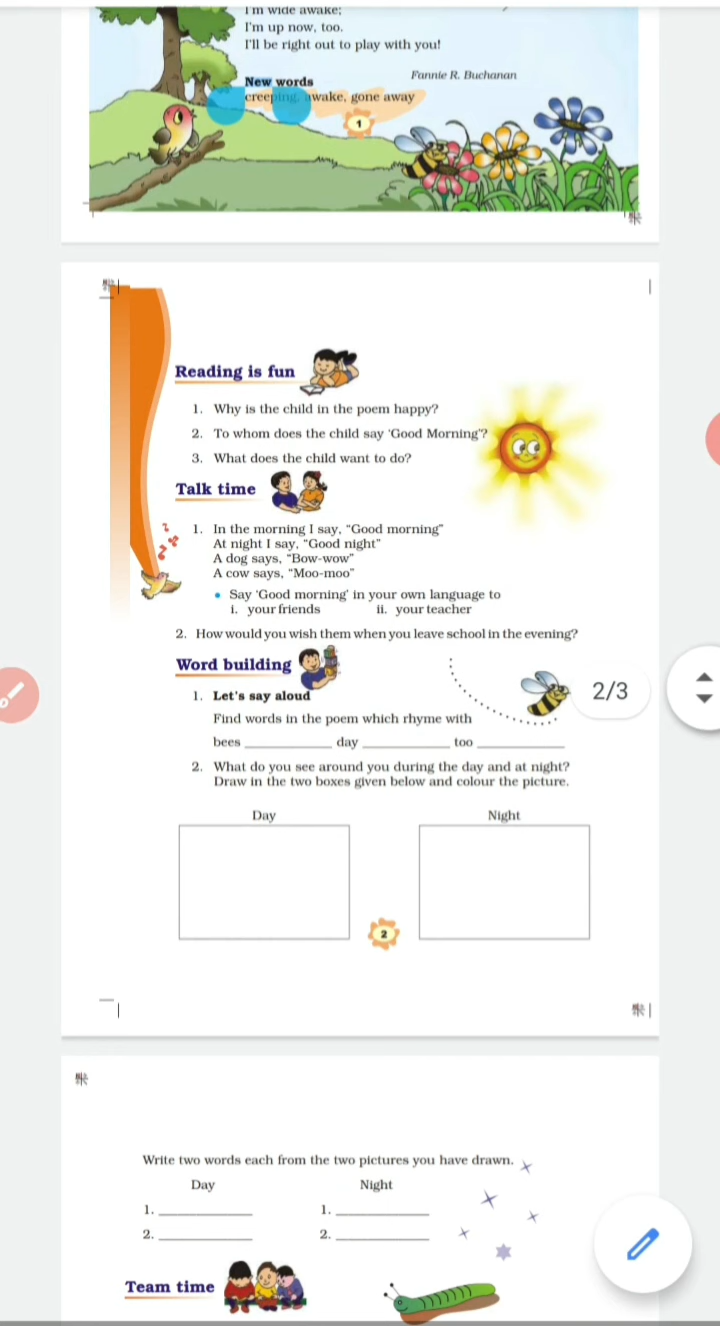 I'm wide awake;
I'm up now, too.
I'll be right out to play with you!
Fannie R. Buchanan
New words
creeping, awake, gone away
1
Reading is fun
1. Why is the child in the poem happy?
2. To whom does the child say 'Good Morning'?
3. What does the child want to do?
Talk time
1. In the morning I say, "Good morning"
At night I say, "Good night"
A dog says, "Bow-wow"
A cow says, "Moo-moo"
• Say 'Good morning' in your own language to
i. your friends ii. your teacher
2. How would you wish them when you leave school in the evening?
Word building
2/3
1. Let's say aloud
Find words in the poem which rhyme with
bees ____________ day ____________ too ____________
2. What do you see around you during the day and at night?
Draw in the two boxes given below and colour the picture.
Day Night
2
Write two words each from the two pictures you have drawn.
Day Night
1. ____________ 1. ____________
2. ____________ 2. ____________
Team time